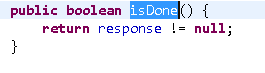 public boolean isDone() {
return response != null;
}